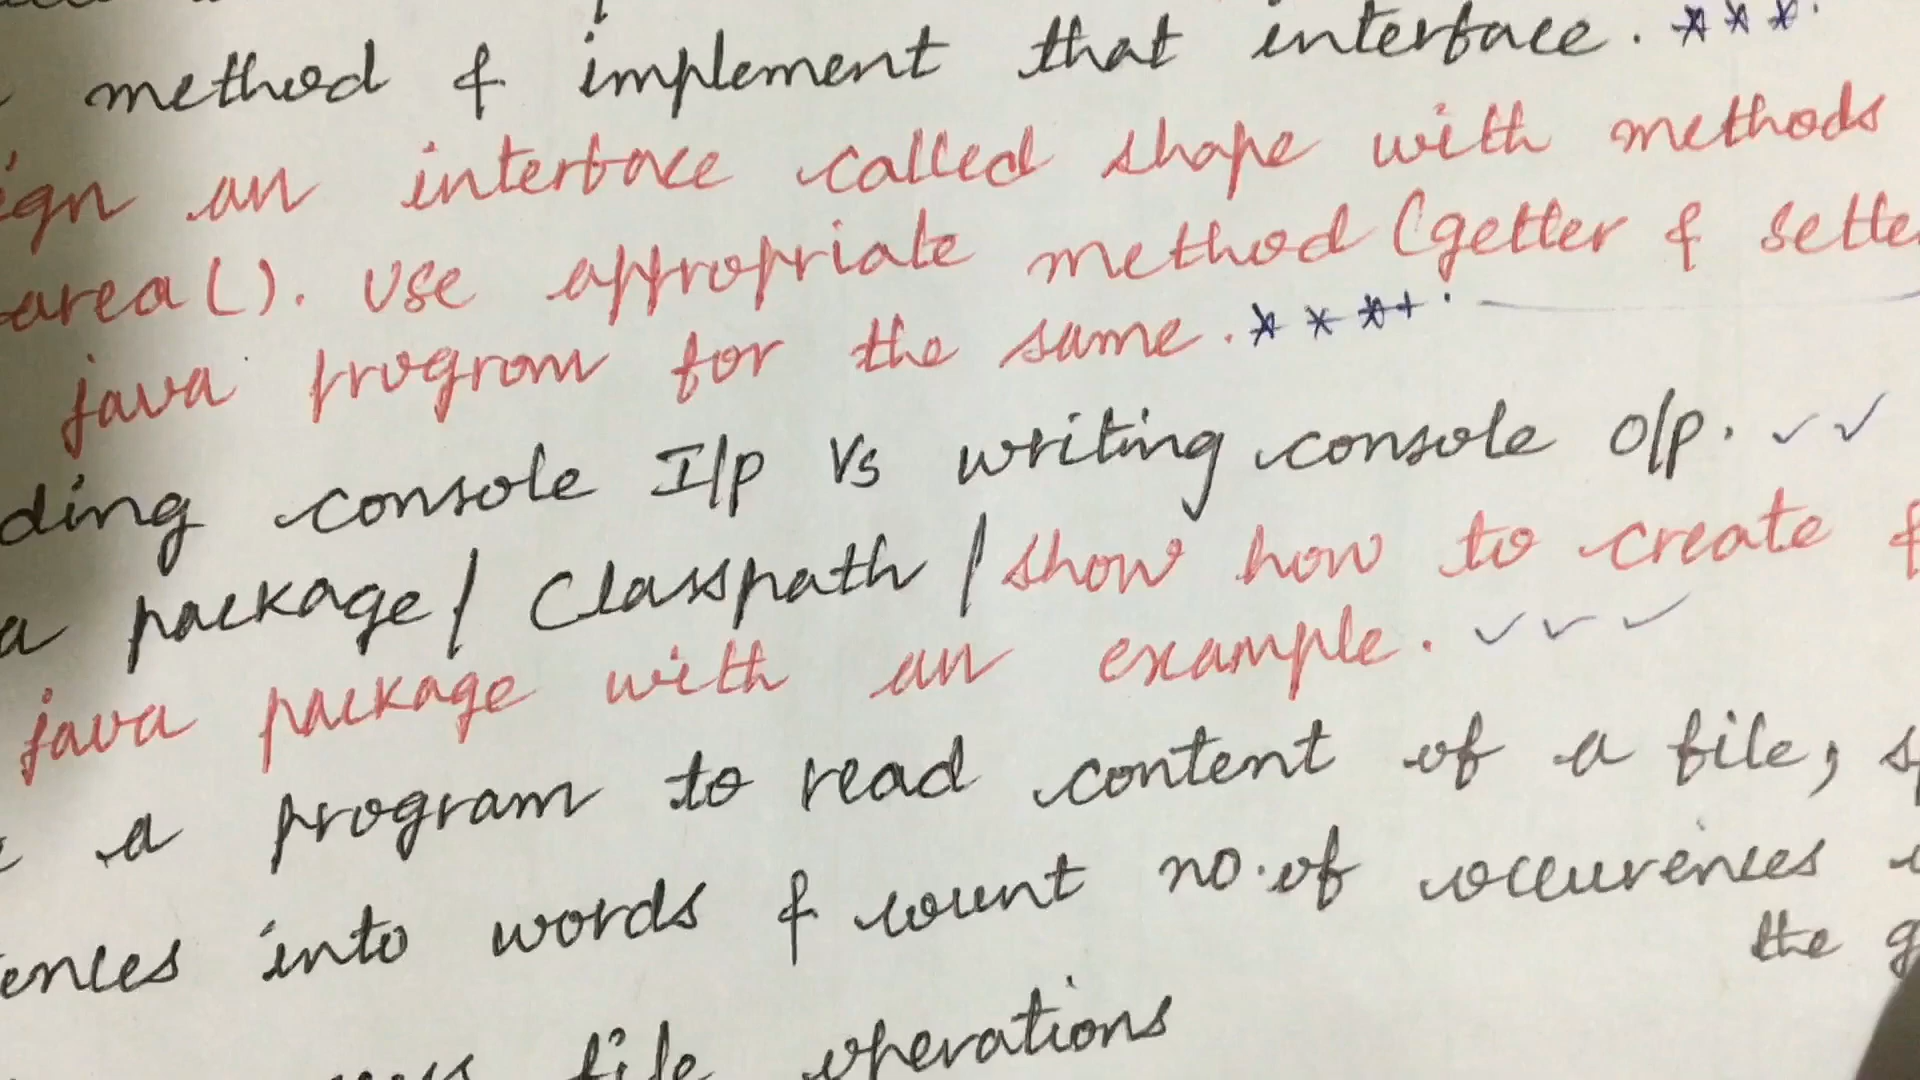 method & implement that interface. ***.
ign an interface called shape with methods
area(). Use appropriate method (getter & sette
java program for the same. ****.
ding console I/p Vs writing console o/p. ✓✓
a package/ Classpath / show how to create &
java package with an example. ✓✓✓
a program to read content of a file, sp
ences into words & count no. of occurences
the g
file operations